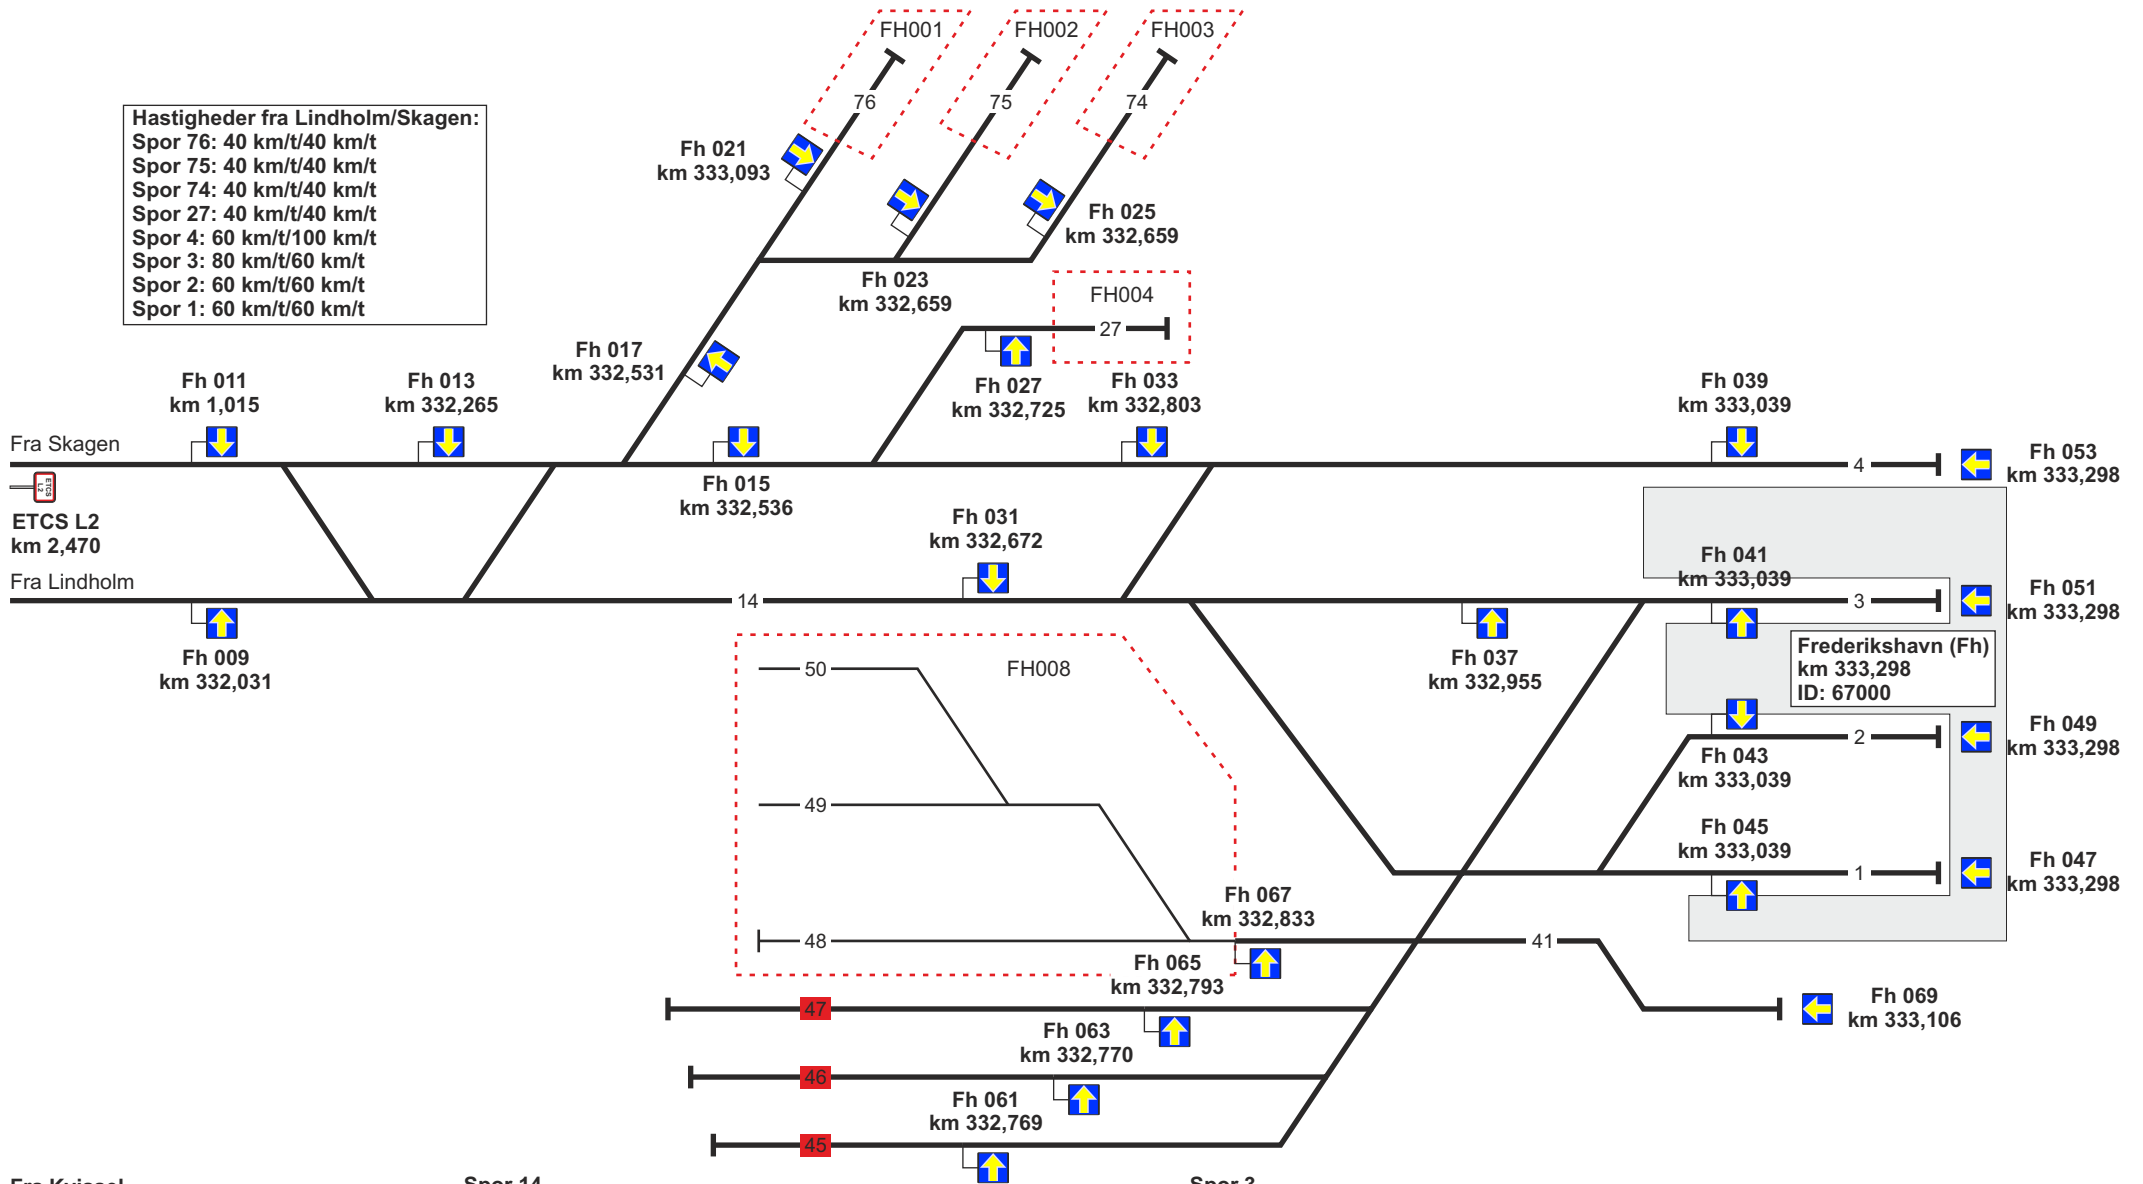 FH001
FH002
FH003
76
75
74
Hastigheder fra Lindholm/Skagen:
Spor 76: 40 km/t/40 km/t
Spor 75: 40 km/t/40 km/t
Spor 74: 40 km/t/40 km/t
Spor 27: 40 km/t/40 km/t
Spor 4: 60 km/t/100 km/t
Spor 3: 80 km/t/60 km/t
Spor 2: 60 km/t/60 km/t
Spor 1: 60 km/t/60 km/t
Fh 021
km 333,093
Fh 025
km 332,659
Fh 023
km 332,659
FH004
27
Fh 017
km 332,531
Fh 011
km 1,015
Fh 013
km 332,265
Fh 027
km 332,725
Fh 033
km 332,803
Fh 039
km 333,039
Fra Skagen
4
Fh 053
km 333,298
ETCS
L2
ETCS L2
km 2,470
Fh 015
km 332,536
Fh 031
km 332,672
Fra Lindholm
14
Fh 041
km 333,039
3
Fh 051
km 333,298
Fh 009
km 332,031
50
FH008
Fh 037
km 332,955
Frederikshavn (Fh)
km 333,298
ID: 67000
Fh 043
km 333,039
2
Fh 049
km 333,298
49
Fh 045
km 333,039
1
Fh 047
km 333,298
Fh 067
km 332,833
48
41
Fh 065
km 332,793
47
Fh 069
km 333,106
Fh 063
km 332,770
46
Fh 061
km 332,769
45
Fra Kvissel
Spor 14
Spor 2